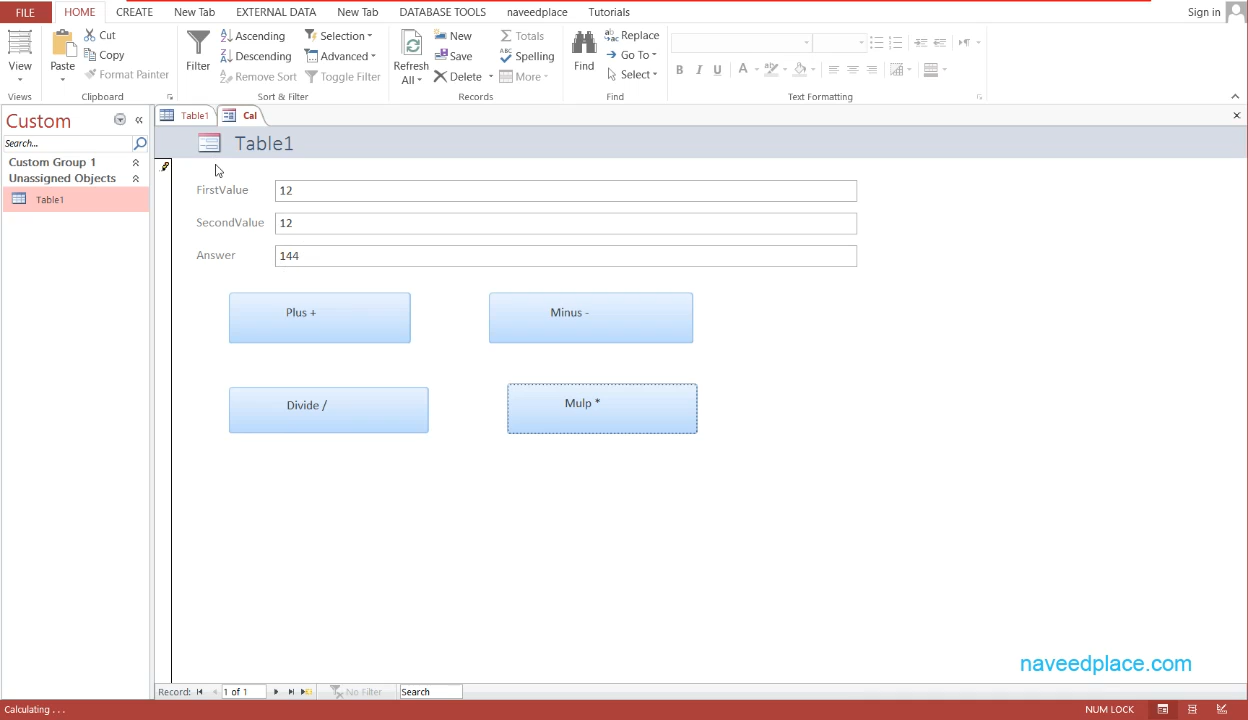 FILE HOME CREATE New Tab EXTERNAL DATA New Tab DATABASE TOOLS naveedplace Tutorials Sign in
View
Views
Paste
Cut
Copy
Format Painter
Clipboard
Filter
Ascending
Descending
Remove Sort
Selection
Advanced
Toggle Filter
Sort & Filter
Refresh
All
New
Save
Delete
Totals
Spelling
More
Records
Find
Replace
Go To
Select
Find
B I U A
Text Formatting
Custom
Search...
Custom Group 1
Unassigned Objects
Table1
Table1 Cal
Table1
FirstValue 12
SecondValue 12
Answer 144
Plus + Minus -
Divide / Mulp *
naveedplace.com
Record: 1 of 1 No Filter Search
Calculating . . . NUM LOCK